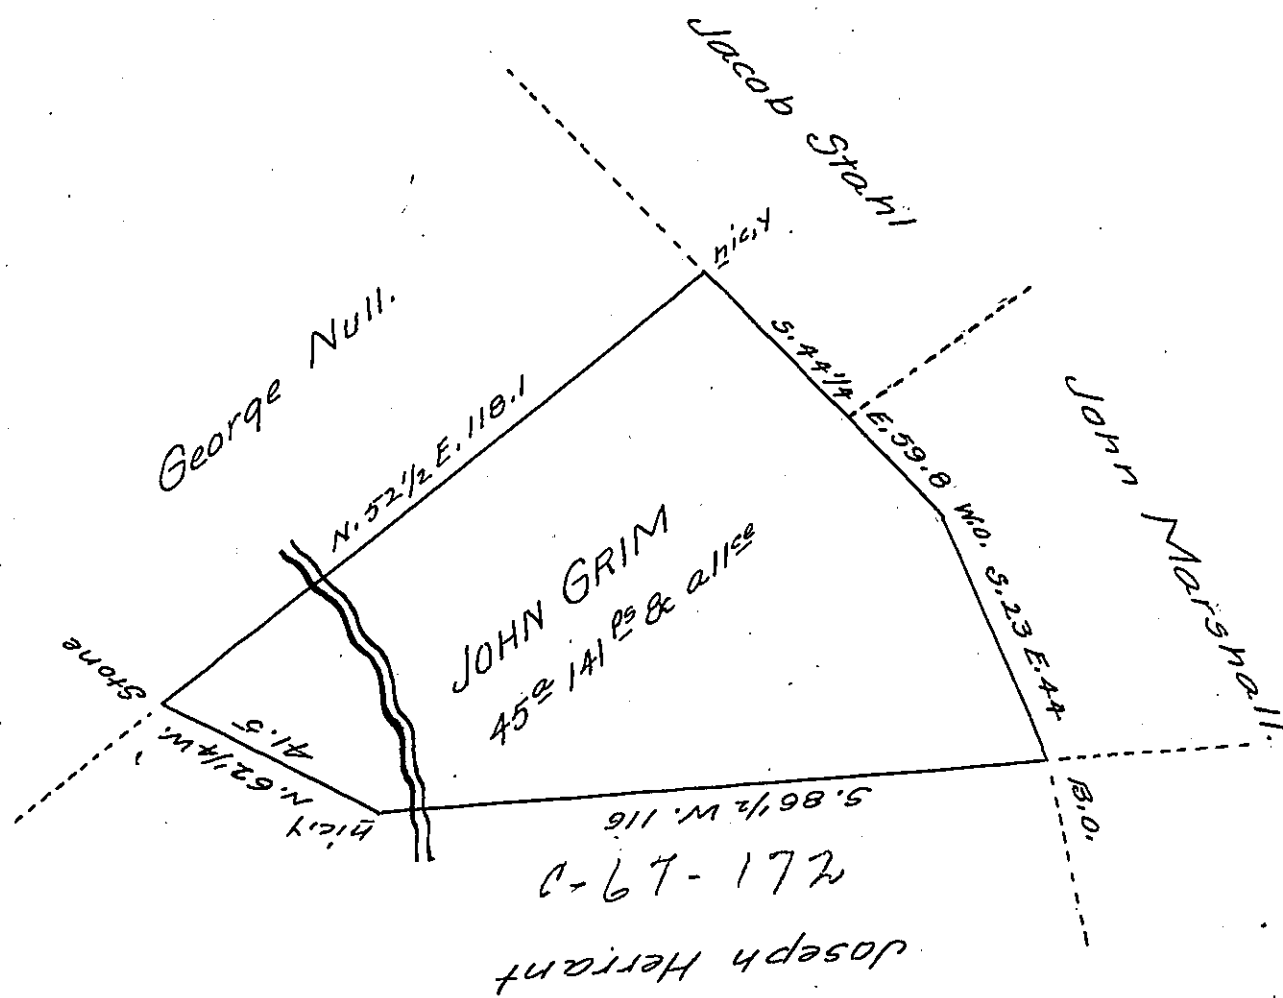 Jacob Stahl
hic,y
George Null.
S. 44 1/4 E. 59.8
N. 52 1/2 E. 118.1
John Marshall.
W.O.
S. 23 E. 44
JOHN GRIM
45a 141 ps & allce
Stone
N. 62 1/4 W.
41.5
hic,y
S. 86 1/2 W. 116
B.O.
C-67-172
Joseph Herrant